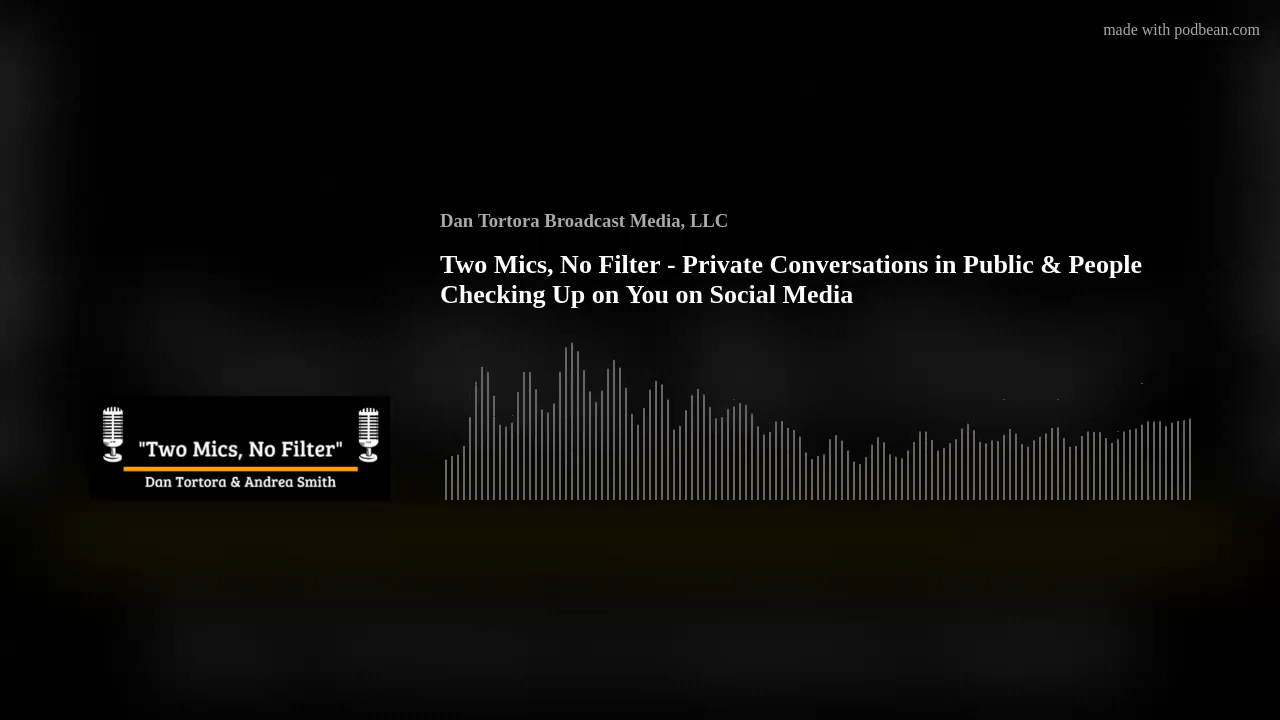 made with podbean.com
Dan Tortora Broadcast Media, LLC
Two Mics, No Filter - Private Conversations in Public & People
Checking Up on You on Social Media
"Two Mics, No Filter"
Dan Tortora & Andrea Smith